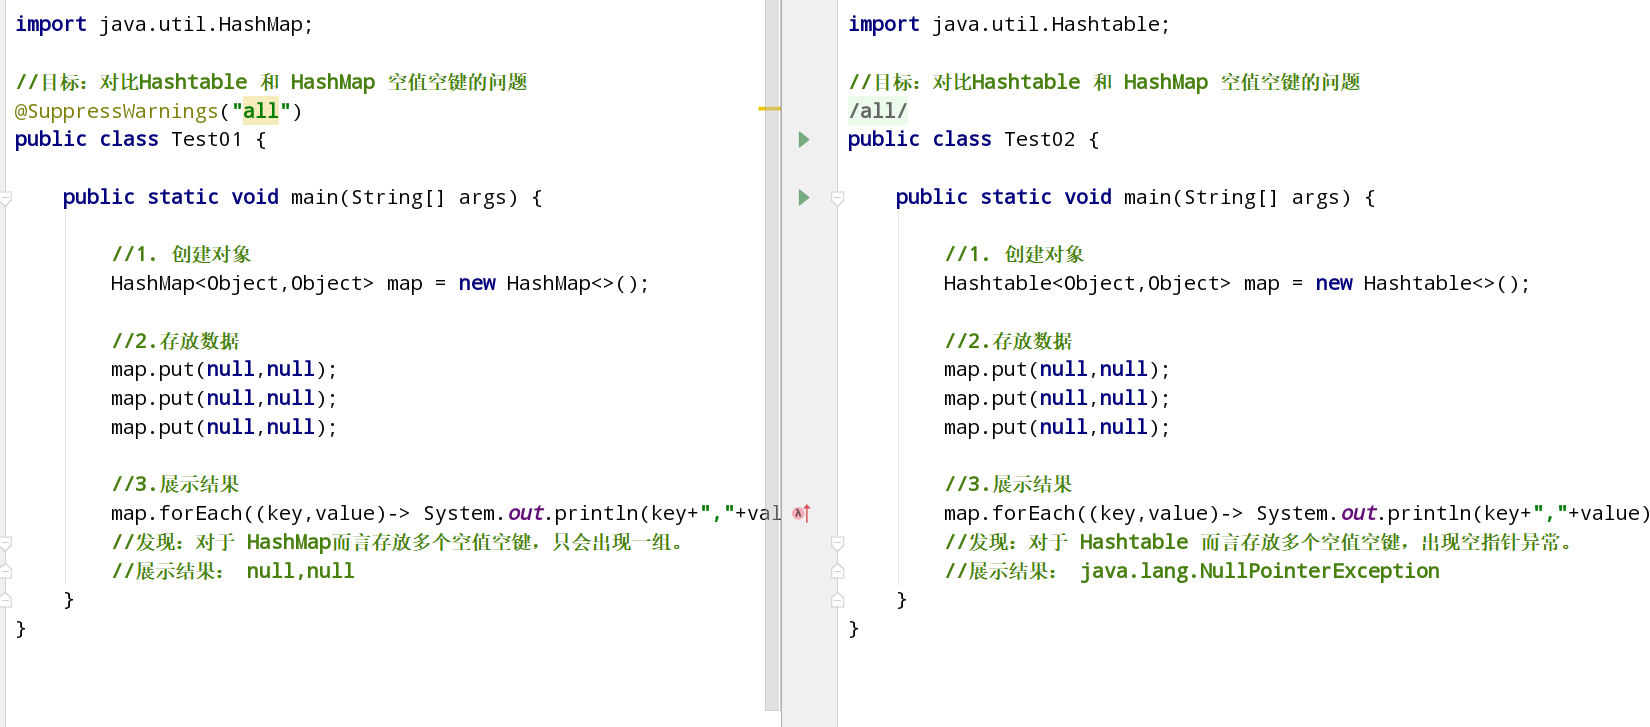 import java.util.HashMap;
//目标：对比Hashtable 和 HashMap 空值空键的问题
@SuppressWarnings("all")
public class Test01 {
public static void main(String[] args) {
//1. 创建对象
HashMap<Object,Object> map = new HashMap<>();
//2.存放数据
map.put(null,null);
map.put(null,null);
map.put(null,null);
//3.展示结果
map.forEach((key,value)-> System.out.println(key+","+val
//发现：对于 HashMap而言存放多个空值空键，只会出现一组。
//展示结果： null,null
}
}
import java.util.Hashtable;
//目标：对比Hashtable 和 HashMap 空值空键的问题
/all/
public class Test02 {
public static void main(String[] args) {
//1. 创建对象
Hashtable<Object,Object> map = new Hashtable<>();
//2.存放数据
map.put(null,null);
map.put(null,null);
map.put(null,null);
//3.展示结果
map.forEach((key,value)-> System.out.println(key+","+value)
//发现：对于 Hashtable 而言存放多个空值空键，出现空指针异常。
//展示结果： java.lang.NullPointerException
}
}